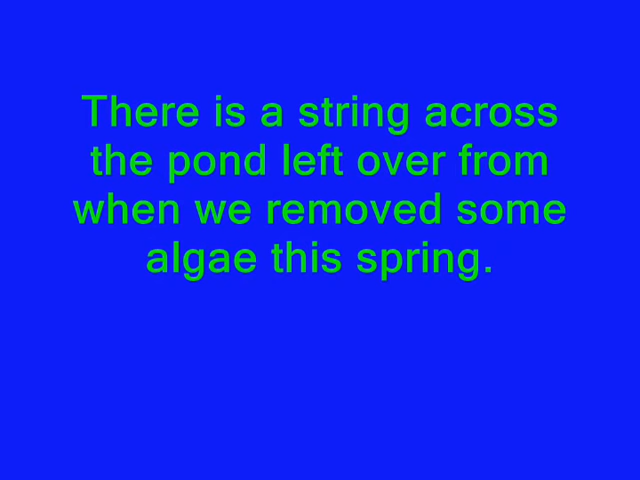 There is a string across
the pond left over from
when we removed some
algae this spring.